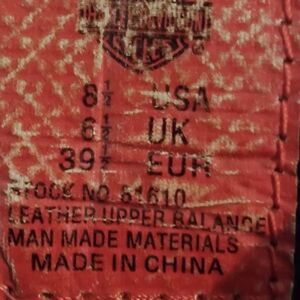 8½ USA
6½ UK
39½ EUR
STOCK NO. 81610
LEATHER UPPER BALANCE
MAN MADE MATERIALS
MADE IN CHINA